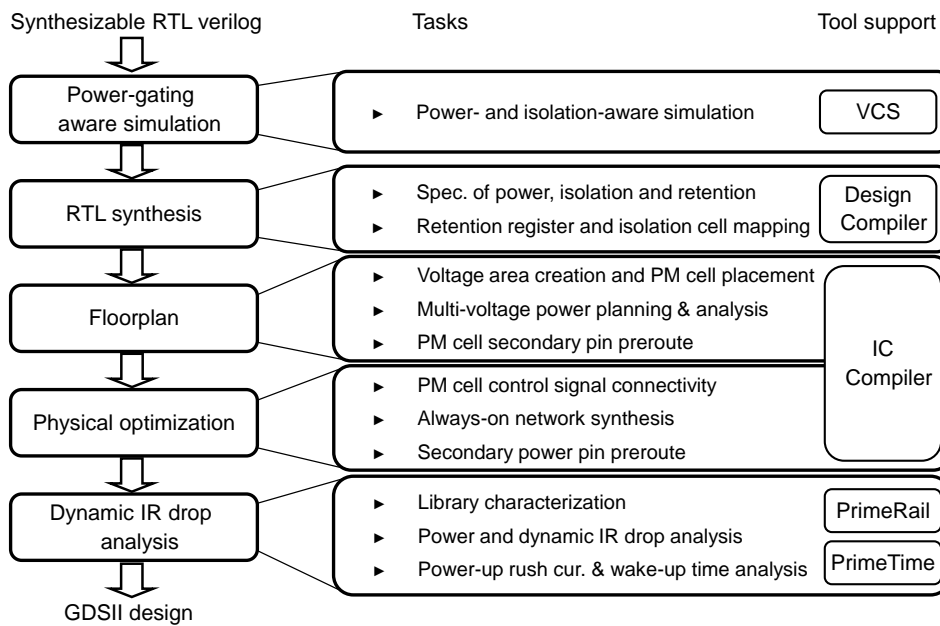 Synthesizable RTL verilog
Tasks
Tool support
Power-gating
aware simulation
► Power- and isolation-aware simulation
VCS
RTL synthesis
► Spec. of power, isolation and retention
► Retention register and isolation cell mapping
Design
Compiler
Floorplan
► Voltage area creation and PM cell placement
► Multi-voltage power planning & analysis
► PM cell secondary pin preroute
IC
Compiler
Physical optimization
► PM cell control signal connectivity
► Always-on network synthesis
► Secondary power pin preroute
Dynamic IR drop
analysis
► Library characterization
► Power and dynamic IR drop analysis
► Power-up rush cur. & wake-up time analysis
PrimeRail
PrimeTime
GDSII design